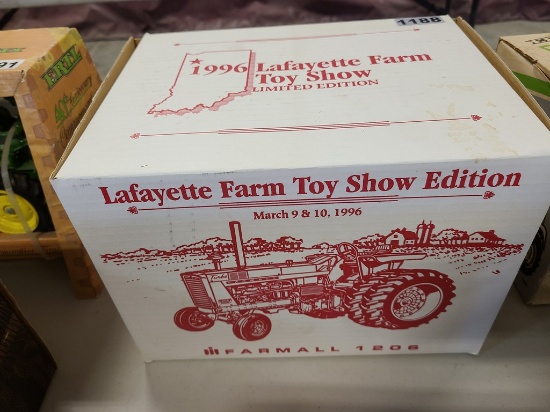 1188
1996 Lafayette Farm
Toy Show
LIMITED EDITION
Lafayette Farm Toy Show Edition
March 9 & 10, 1996
FARMALL 1206
ERTL